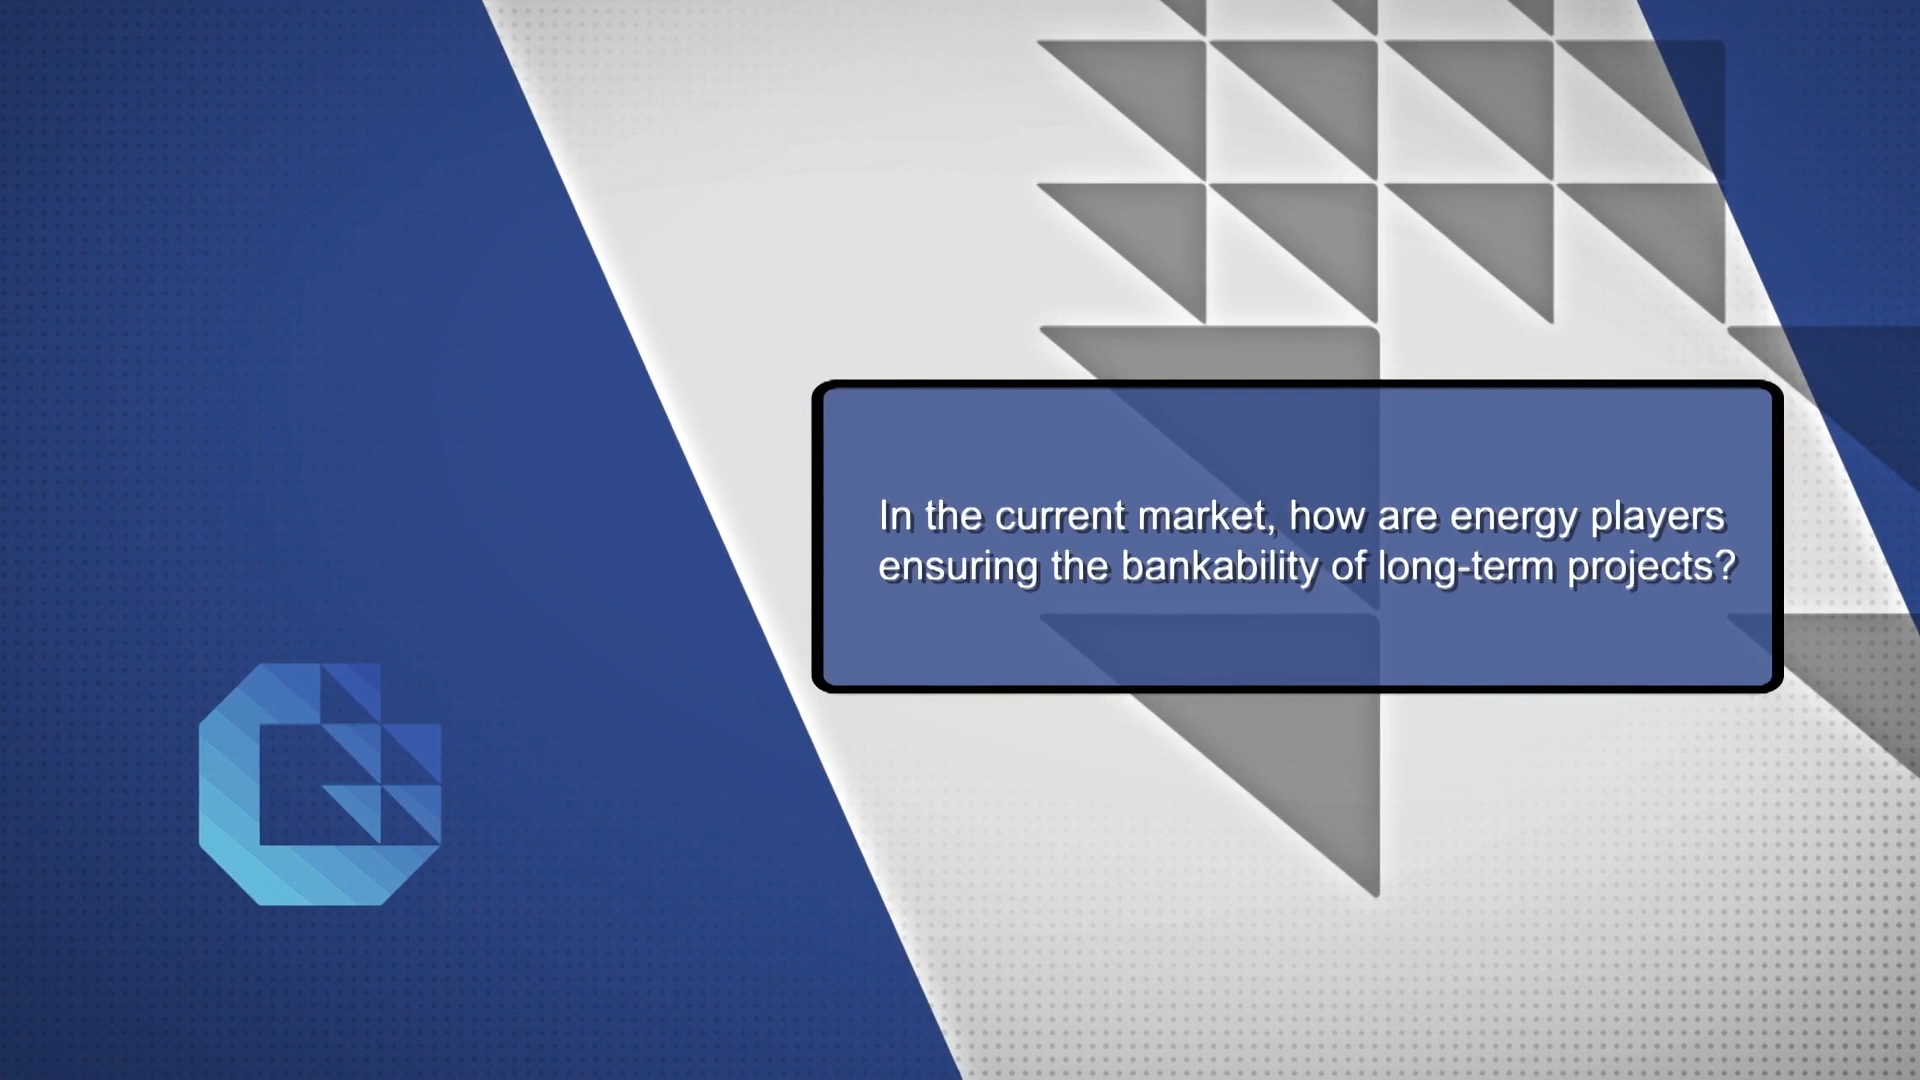 In the current market, how are energy players
ensuring the bankability of long-term projects?